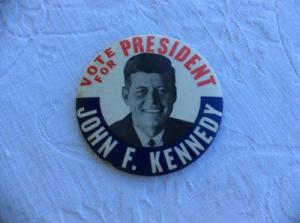 VOTE FOR PRESIDENT
JOHN F. KENNEDY